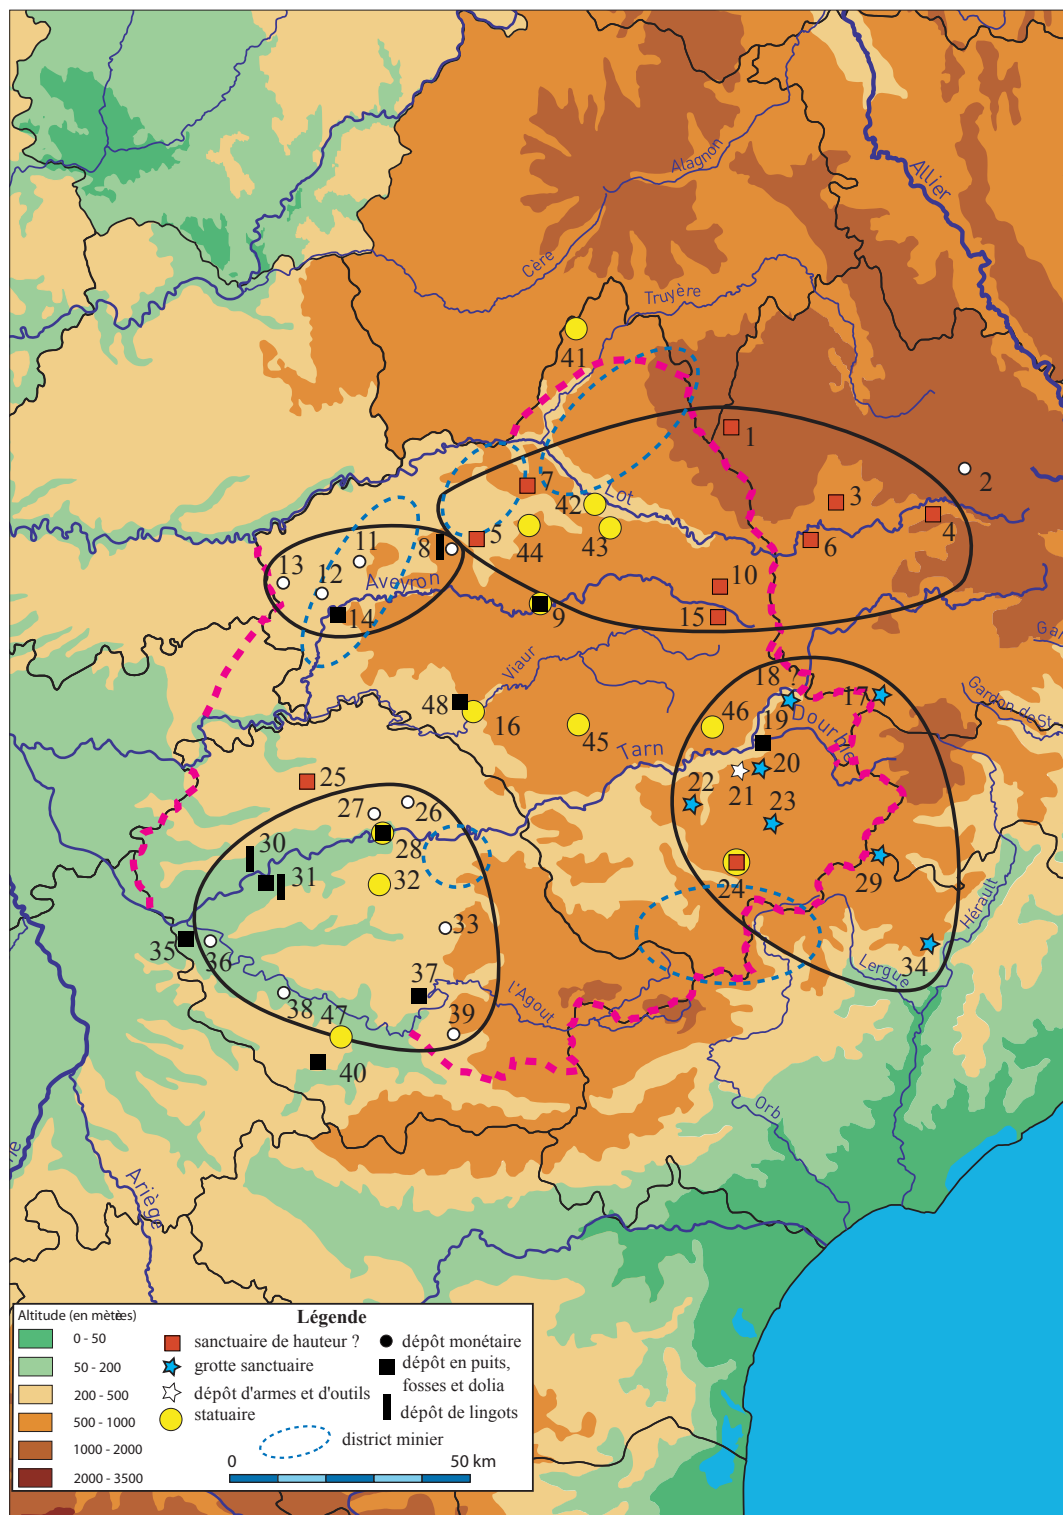 Alagnon
Allier
Cère
Truyère
41
1
2
7
Lot
3
42
4
5
44
43
6
8
11
13
12
Aveyron
10
14
9
15
Gar
18 ?
17
Viaur
48
16
45
46
19
Dourbie
Gardon de St
Tarn
20
25
21
22
23
27
26
28
30
31
32
24
29
Hérault
33
35
36
34
Lergue
37
38
l'Agout
47
39
40
Orb
Ariège
Légende
Altitude (en mètres)
0 - 50
50 - 200
200 - 500
500 - 1000
1000 - 2000
2000 - 3500
sanctuaire de hauteur ?
grotte sanctuaire
dépôt d'armes et d'outils
statuaire
dépôt monétaire
dépôt en puits,
fosses et dolia
dépôt de lingots
district minier
0
50 km